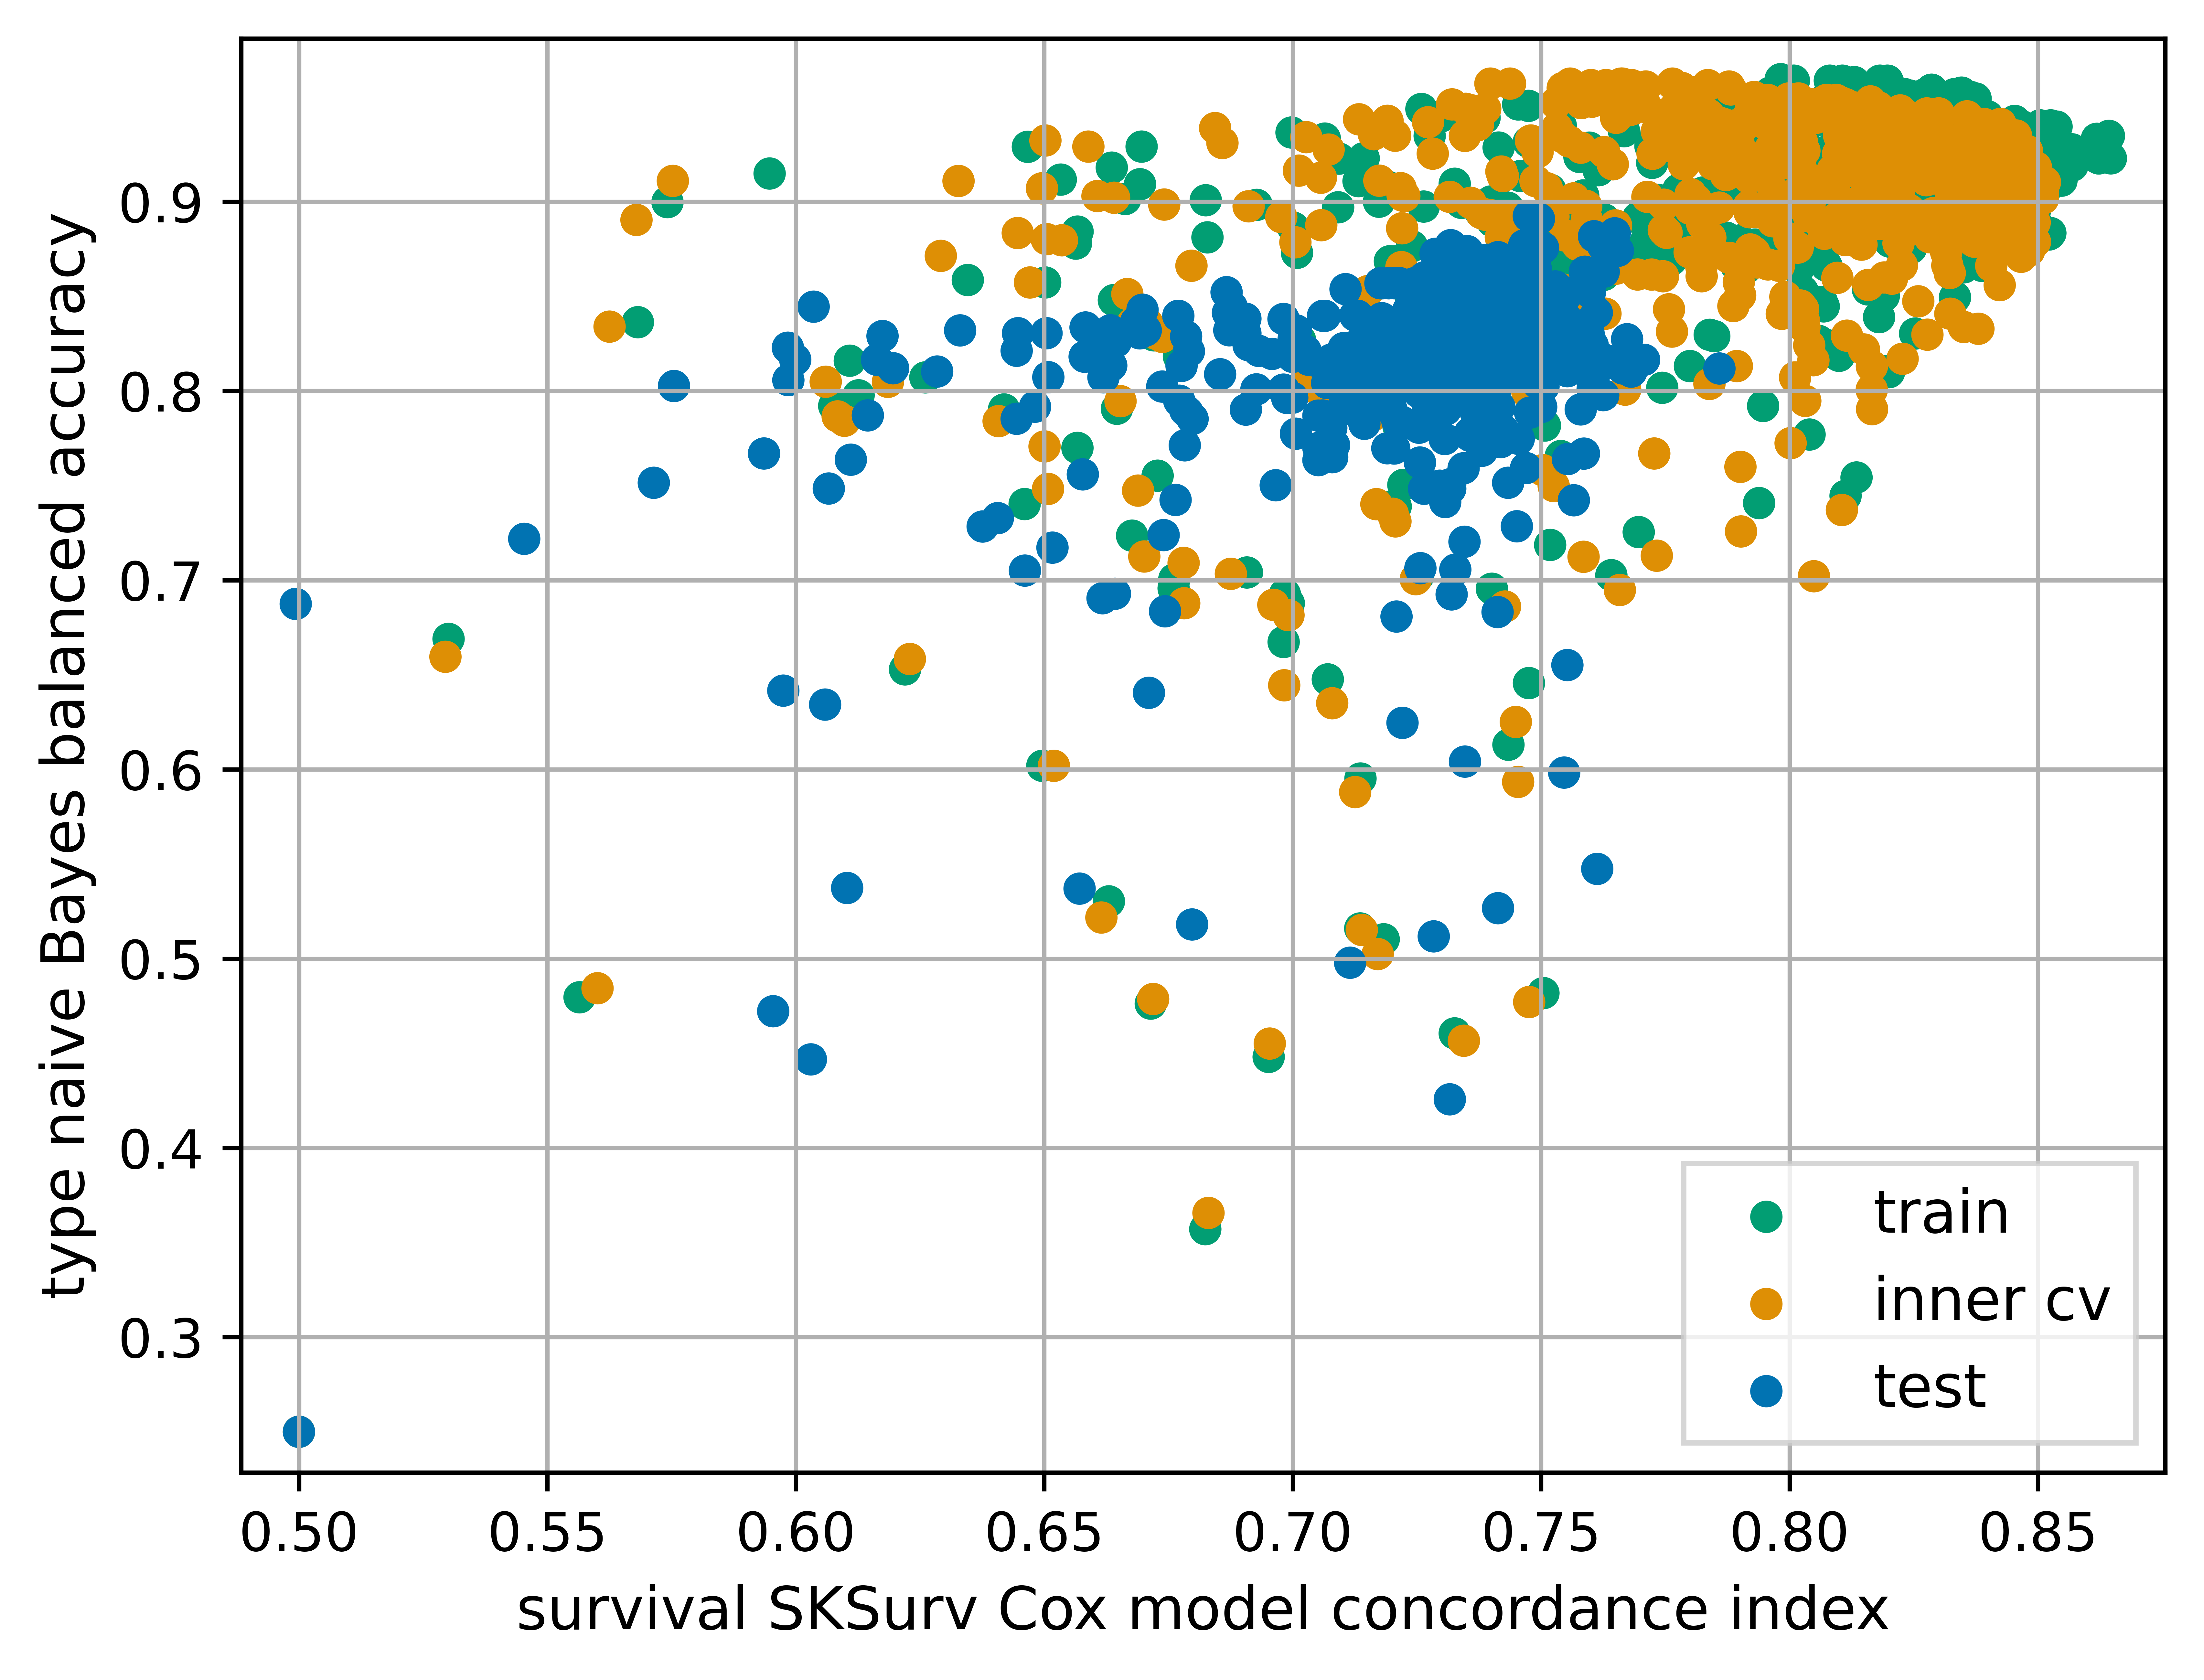 type naive Bayes balanced accuracy
0.9
0.8
0.7
0.6
0.5
0.4
0.3
0.50 0.55 0.60 0.65 0.70 0.75 0.80 0.85
survival SKSurv Cox model concordance index
train
inner cv
test